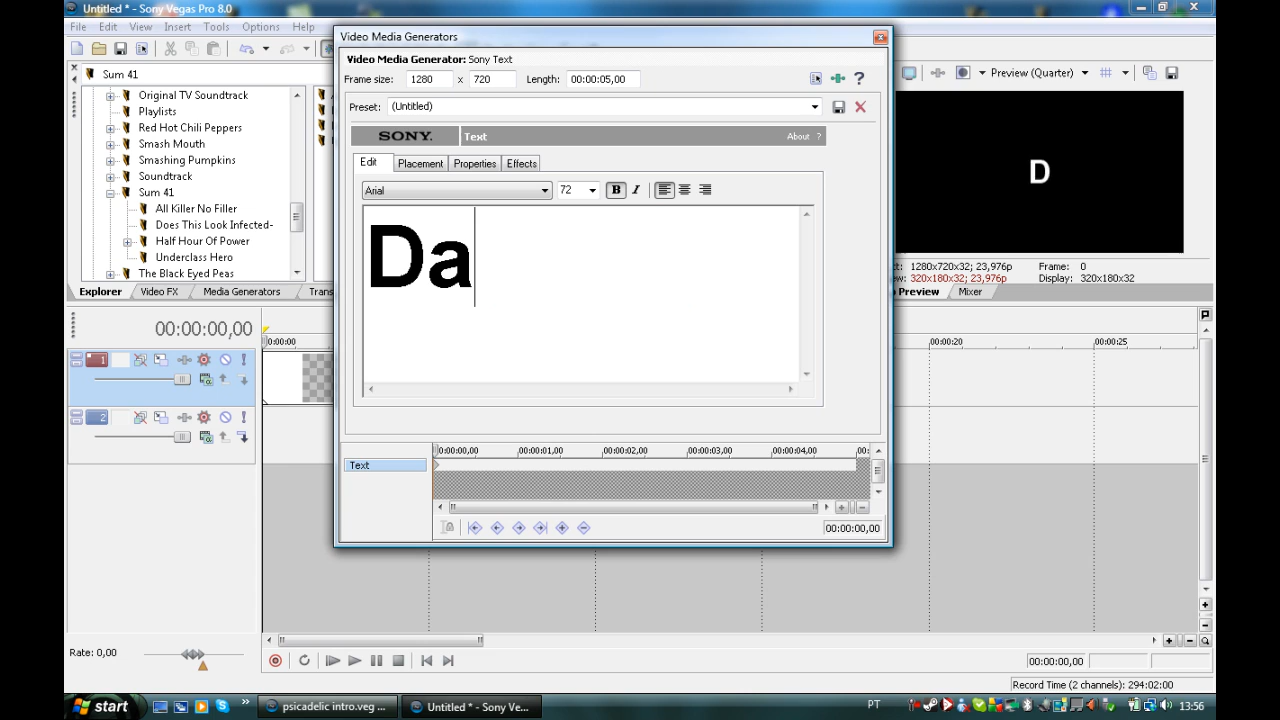 Untitled * - Sony Vegas Pro 8.0
File Edit View Insert Tools Options Help
Sum 41
Original TV Soundtrack
Playlists
Red Hot Chili Peppers
Smash Mouth
Smashing Pumpkins
Soundtrack
Sum 41
All Killer No Filler
Does This Look Infected-
Half Hour Of Power
Underclass Hero
The Black Eyed Peas
Explorer Video FX Media Generators Trans
Video Media Generators
Video Media Generator: Sony Text
Frame size: 1280 x 720 Length: 00:00:05,00
Preset: (Untitled)
SONY. Text About ?
Edit Placement Properties Effects
Arial 72 B I
Da
Text
0:00:00,00 00:00:01,00 00:00:02,00 00:00:03,00 00:00:04,00 00:
00:00:00,00
Preview (Quarter)
D
ct: 1280x720x32; 23,976p Frame: 0
320x180x32; 23,976p Display: 320x180x32
Preview Mixer
00:00:00,00
0:00:00 00:00:20 00:00:25
1
2
Rate: 0,00
00:00:00,00
Record Time (2 channels): 294:02:00
start psicadelic intro.veg ... Untitled * - Sony Ve... PT 13:56